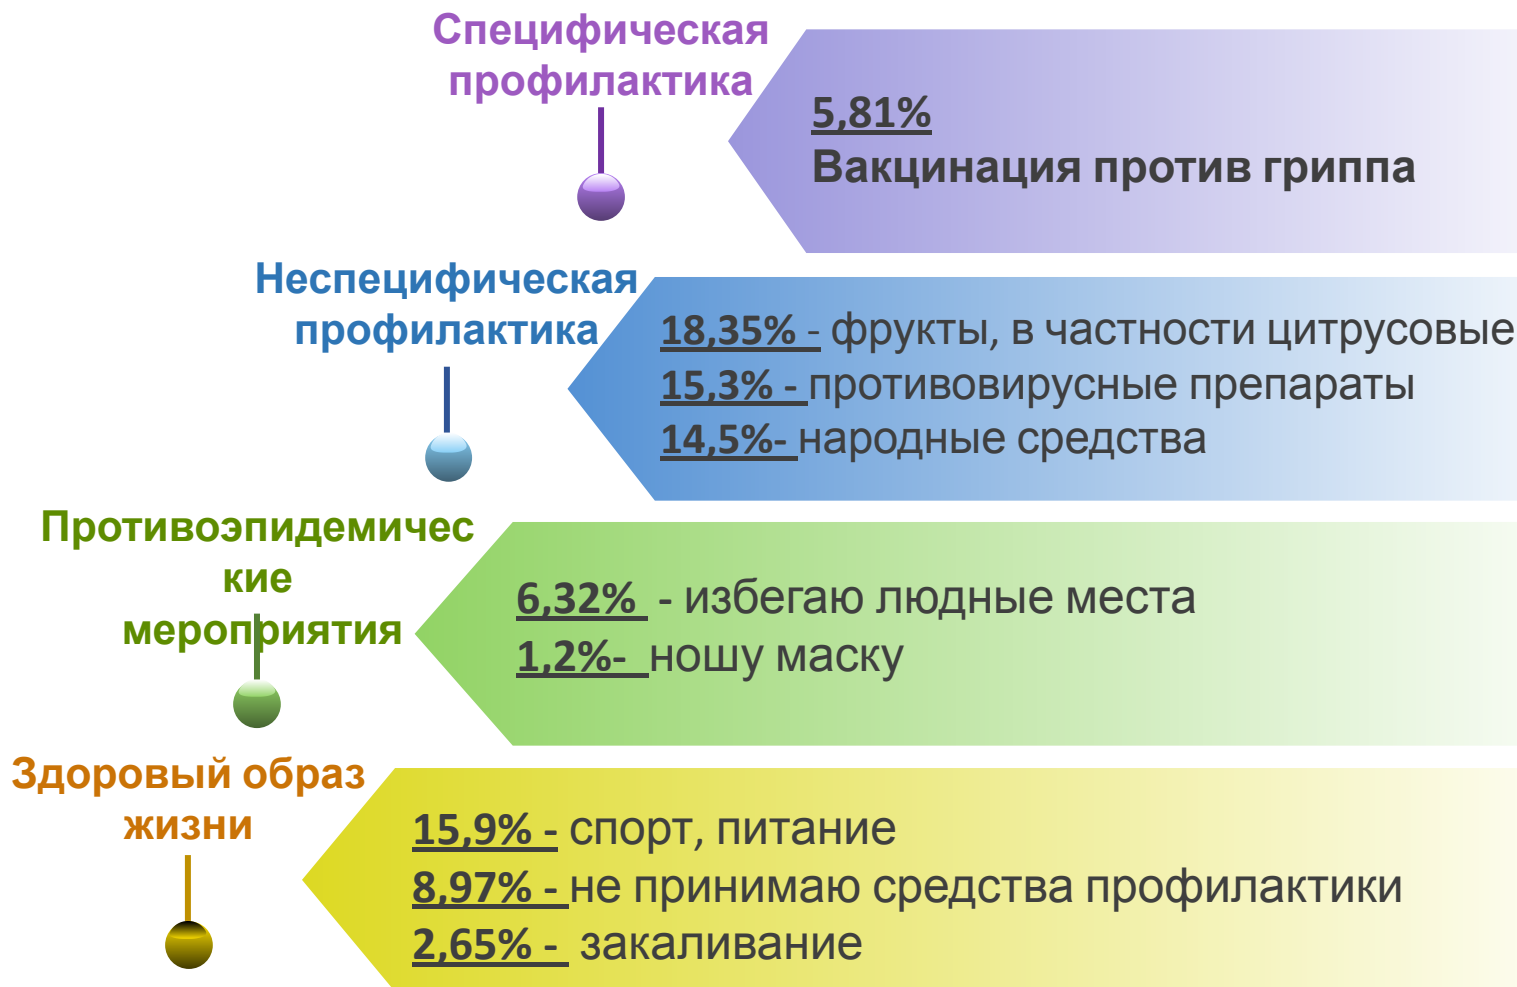 Специфическая
профилактика
5,81%
Вакцинация против гриппа
Неспецифическая
профилактика
18,35% - фрукты, в частности цитрусовые
15,3% - противовирусные препараты
14,5%- народные средства
Противоэпидемичес
кие
мероприятия
6,32% - избегаю людные места
1,2%- ношу маску
Здоровый образ
жизни
15,9% - спорт, питание
8,97% - не принимаю средства профилактики
2,65% - закаливание